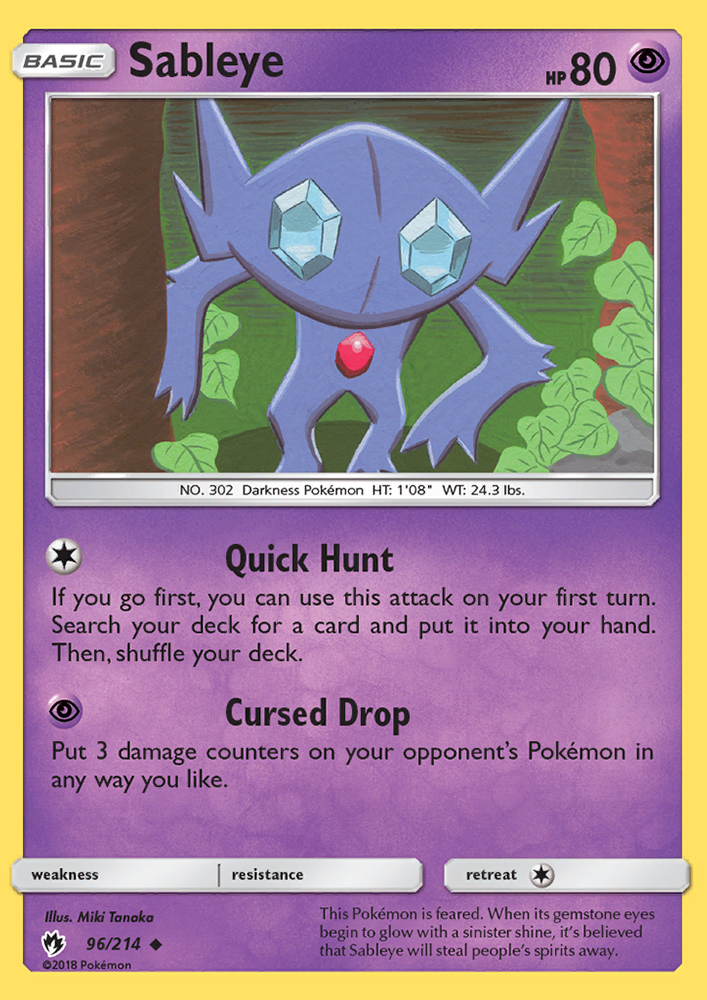 BASIC Sableye HP 80
NO. 302 Darkness Pokémon HT: 1'08" WT: 24.3 lbs.
Quick Hunt
If you go first, you can use this attack on your first turn.
Search your deck for a card and put it into your hand.
Then, shuffle your deck.
Cursed Drop
Put 3 damage counters on your opponent's Pokémon in
any way you like.
weakness resistance retreat
Illus. Miki Tanaka
96/214
©2018 Pokémon
This Pokémon is feared. When its gemstone eyes
begin to glow with a sinister shine, it's believed
that Sableye will steal people's spirits away.